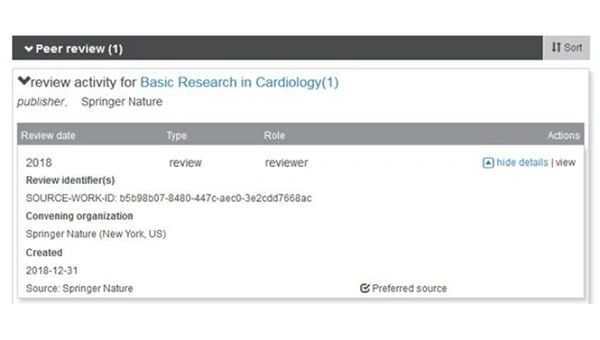 Peer review (1) Sort
review activity for Basic Research in Cardiology(1)
publisher, Springer Nature
Review date Type Role Actions
2018 review reviewer hide details | view
Review identifier(s)
SOURCE-WORK-ID: b5b98b07-8480-447c-aec0-3e2cdd7668ac
Convening organization
Springer Nature (New York, US)
Created
2018-12-31
Source: Springer Nature Preferred source